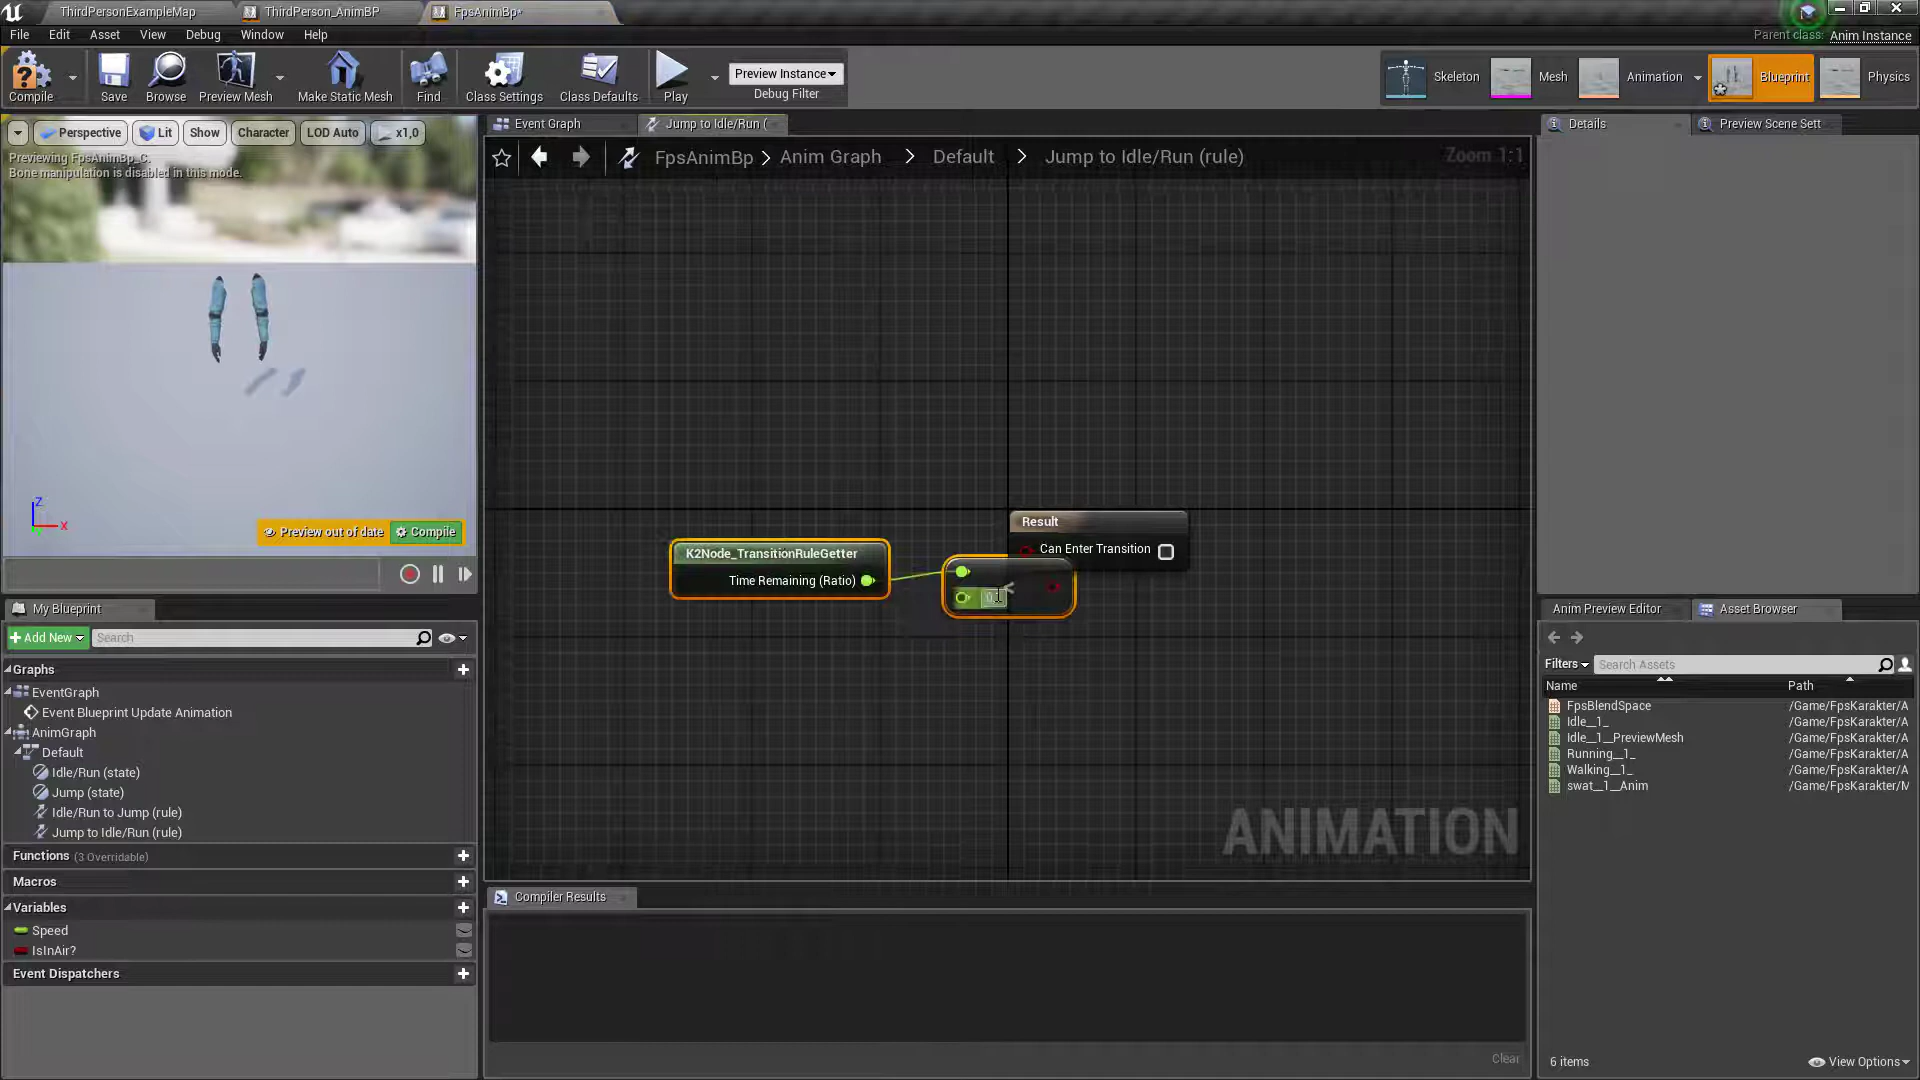 ThirdPersonExampleMap
ThirdPerson_AnimBP
FpsAnimBp*
File Edit Asset View Debug Window Help
Parent class: Anim Instance
Compile
Save
Browse
Preview Mesh
Make Static Mesh
Find
Class Settings
Class Defaults
Play
Preview Instance
Debug Filter
Skeleton
Mesh
Animation
Blueprint
Physics
Perspective
Lit
Show
Character
LOD Auto
x1,0
Previewing FpsAnimBp_C.
Bone manipulation is disabled in this mode.
Z
X
Preview out of date
Compile
Event Graph
Jump to Idle/Run (
FpsAnimBp > Anim Graph > Default > Jump to Idle/Run (rule)
Zoom 1:1
K2Node_TransitionRuleGetter
Time Remaining (Ratio)
<
Result
Can Enter Transition
ANIMATION
My Blueprint
Add New
Search
Graphs
EventGraph
Event Blueprint Update Animation
AnimGraph
Default
Idle/Run (state)
Jump (state)
Idle/Run to Jump (rule)
Jump to Idle/Run (rule)
Functions (3 Overridable)
Macros
Variables
Speed
IsInAir?
Event Dispatchers
Compiler Results
Clear
Details
Preview Scene Sett
Anim Preview Editor
Asset Browser
Filters
Search Assets
Name Path
FpsBlendSpace /Game/FpsKarakter/A
Idle__1_ /Game/FpsKarakter/A
Idle__1__PreviewMesh /Game/FpsKarakter/A
Running__1_ /Game/FpsKarakter/A
Walking__1_ /Game/FpsKarakter/A
swat__1__Anim /Game/FpsKarakter/M
6 items
View Options